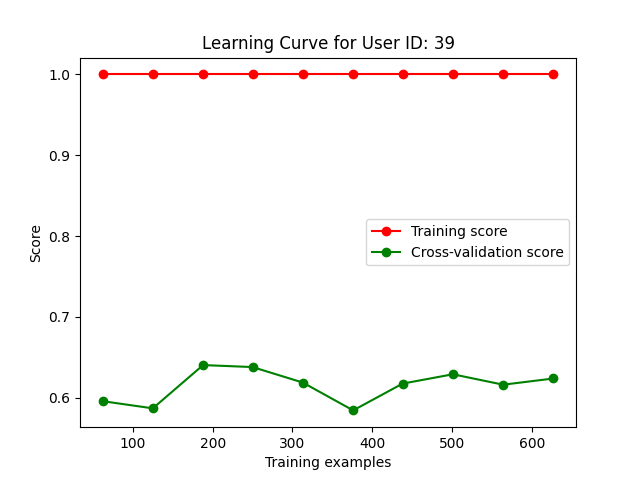 Learning Curve for User ID: 39
1.0
0.9
0.8
0.7
0.6
Score
Training score
Cross-validation score
100
200
300
400
500
600
Training examples